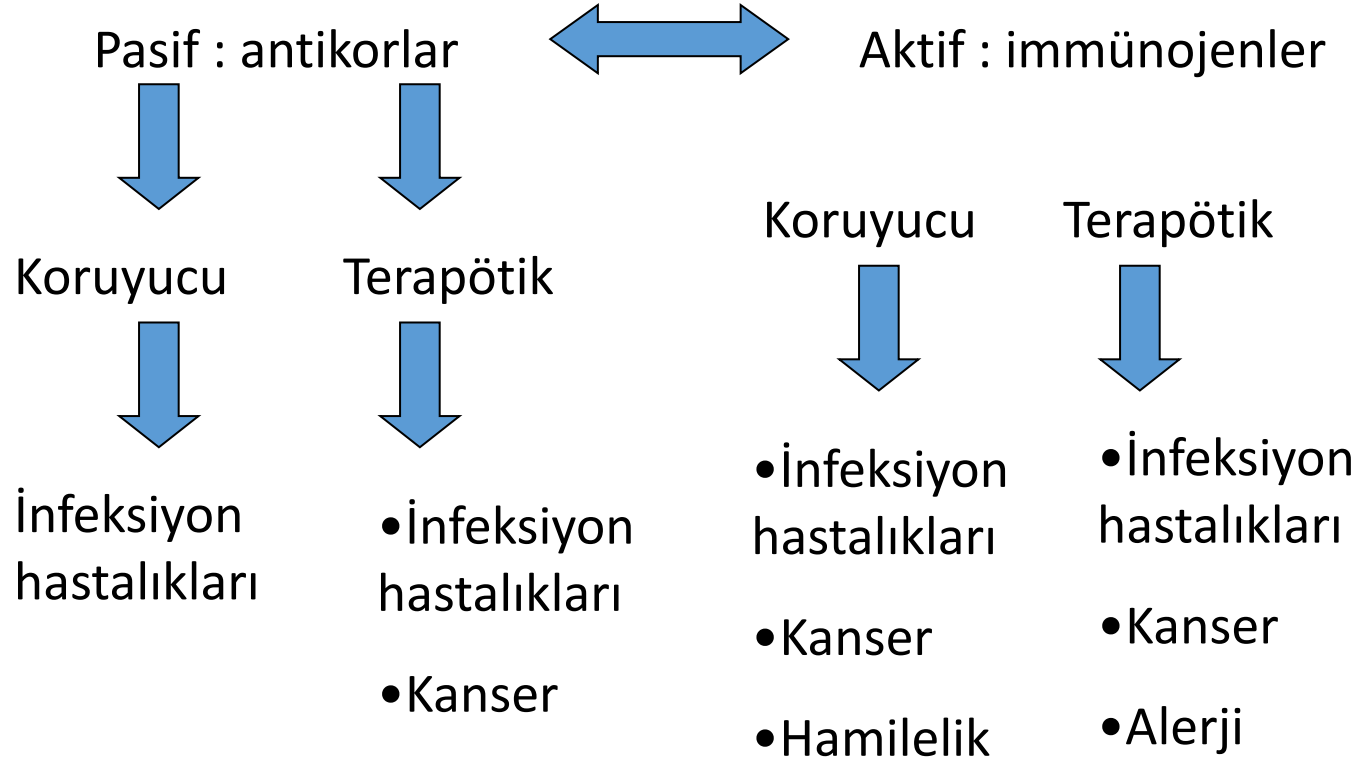 Pasif : antikorlar
Aktif : immünojenler
Koruyucu
Terapötik
Koruyucu
Terapötik
İnfeksiyon
hastalıkları
•İnfeksiyon
hastalıkları
•Kanser
•İnfeksiyon
hastalıkları
•Kanser
•Hamilelik
•İnfeksiyon
hastalıkları
•Kanser
•Alerji